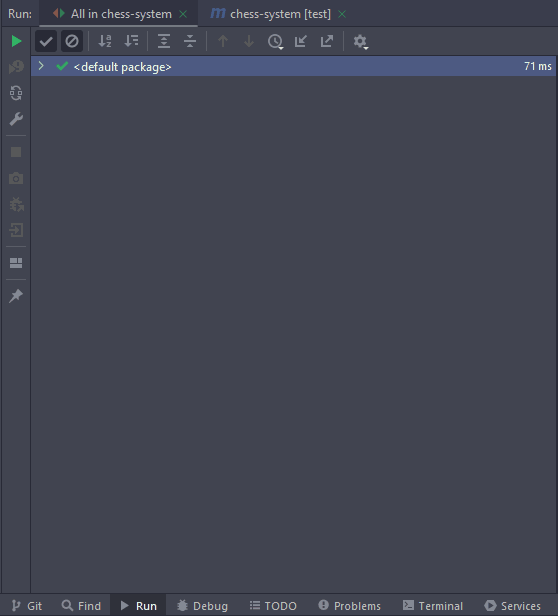 Run: All in chess-system m chess-system [test]
<default package> 71 ms
Git Find Run Debug TODO Problems Terminal Services